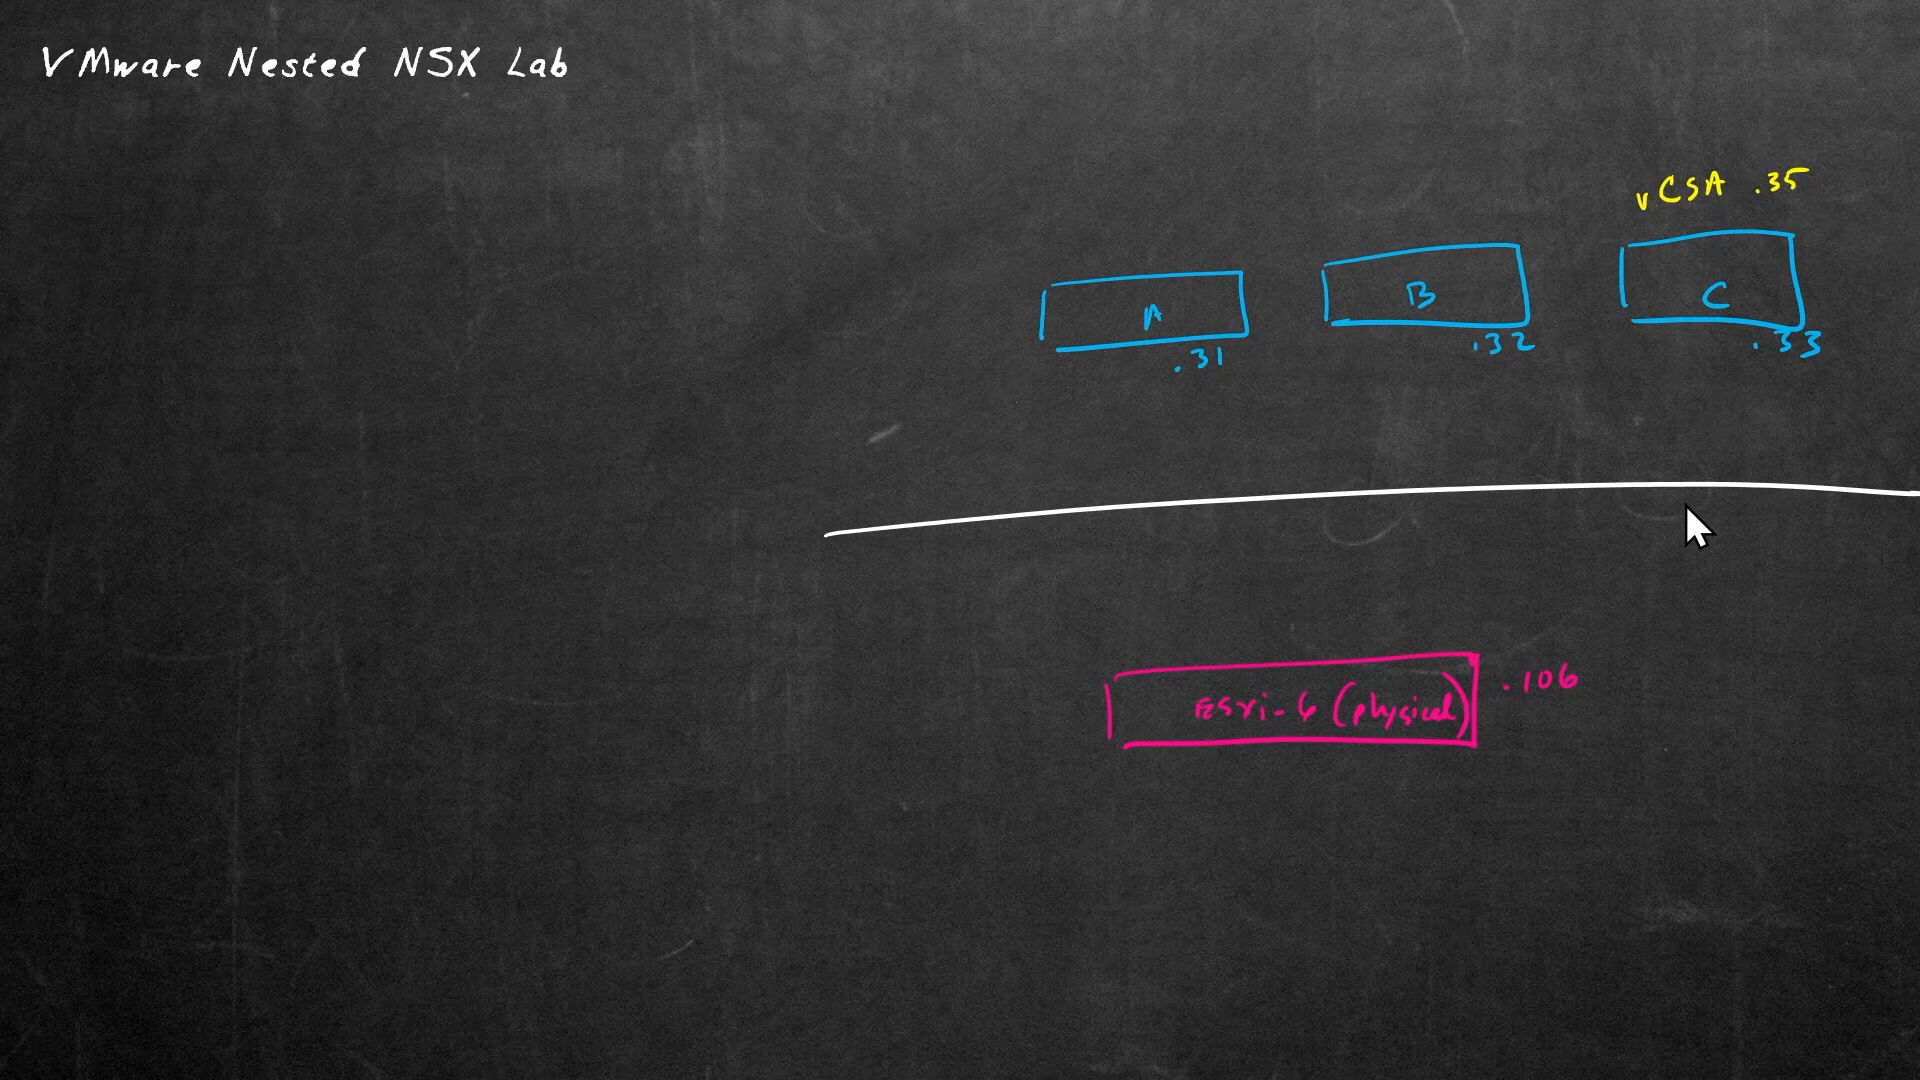 VMware Nested NSX Lab
vCSA .35
A
B
C
.31
.32
.33
ESXi-6 (physical)
.106